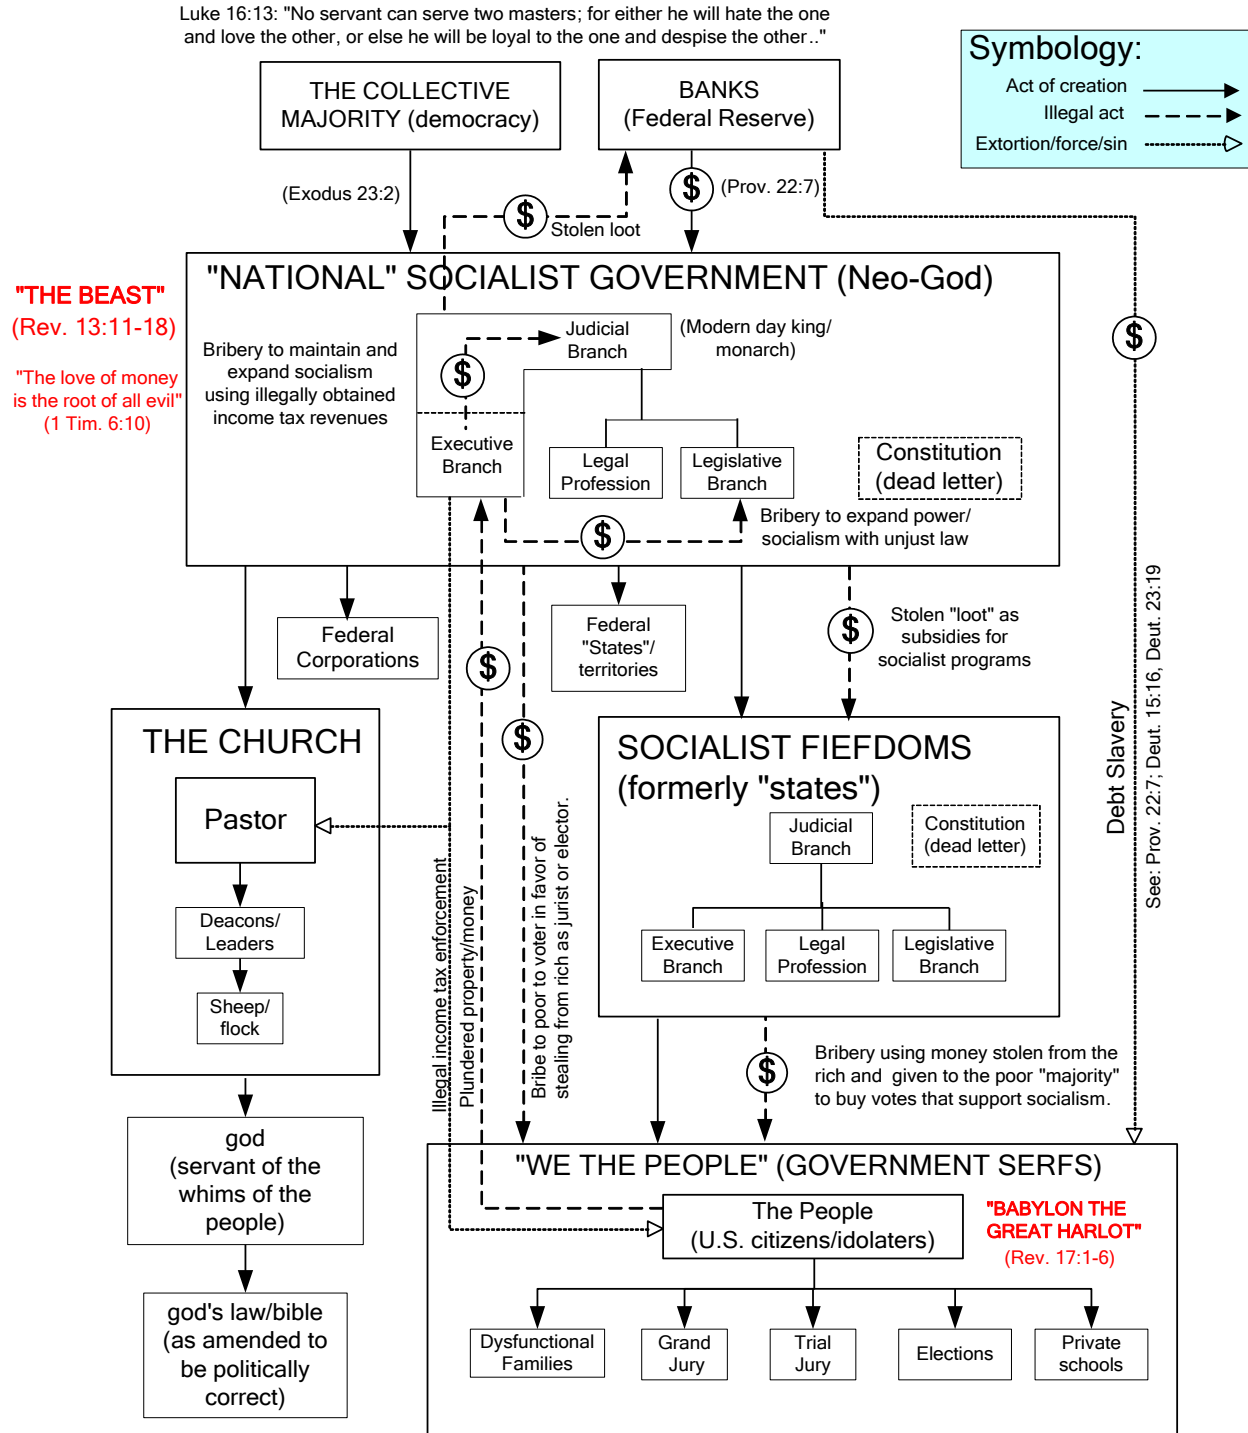 Luke 16:13: "No servant can serve two masters; for either he will hate the one
and love the other, or else he will be loyal to the one and despise the other.."
Symbology:
Act of creation
Illegal act
Extortion/force/sin
THE COLLECTIVE
MAJORITY (democracy)
BANKS
(Federal Reserve)
(Exodus 23:2)
$
Stolen loot
$
(Prov. 22:7)
"NATIONAL" SOCIALIST GOVERNMENT (Neo-God)
"THE BEAST"
(Rev. 13:11-18)
"The love of money
is the root of all evil"
(1 Tim. 6:10)
Bribery to maintain and
expand socialism
using illegally obtained
income tax revenues
Judicial
Branch
(Modern day king/
monarch)
$
$
Executive
Branch
Legal
Profession
Legislative
Branch
Constitution
(dead letter)
$
Bribery to expand power/
socialism with unjust law
Federal
Corporations
Federal
"States"/
territories
$
Stolen "loot" as
subsidies for
socialist programs
$
$
Debt Slavery
See: Prov. 22:7; Deut. 15:16, Deut. 23:19
THE CHURCH
Pastor
Deacons/
Leaders
Sheep/
flock
Illegal income tax enforcement
Plundered property/money
Bribe to poor to voter in favor of
stealing from rich as jurist or elector.
SOCIALIST FIEFDOMS
(formerly "states")
Judicial
Branch
Constitution
(dead letter)
Executive
Branch
Legal
Profession
Legislative
Branch
$
Bribery using money stolen from the
rich and given to the poor "majority"
to buy votes that support socialism.
god
(servant of the
whims of the
people)
god's law/bible
(as amended to
be politically
correct)
"WE THE PEOPLE" (GOVERNMENT SERFS)
The People
(U.S. citizens/idolaters)
"BABYLON THE
GREAT HARLOT"
(Rev. 17:1-6)
Dysfunctional
Families
Grand
Jury
Trial
Jury
Elections
Private
schools